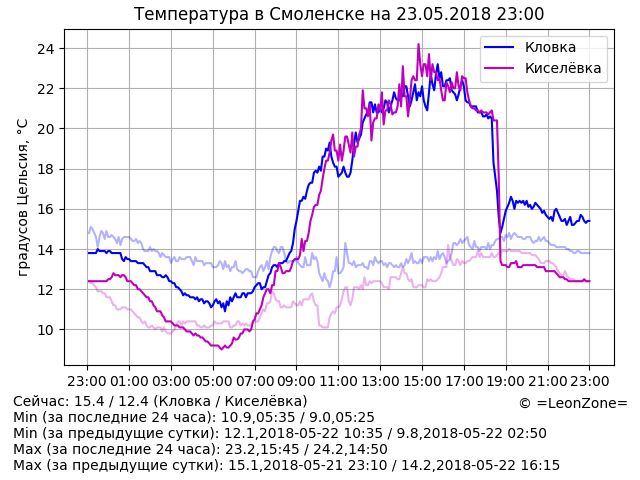 Температура в Смоленске на 23.05.2018 23:00
градусов Цельсия, °C
24
22
20
18
16
14
12
10
Кловка
Киселёвка
23:00 01:00 03:00 05:00 07:00 09:00 11:00 13:00 15:00 17:00 19:00 21:00 23:00
Сейчас: 15.4 / 12.4 (Кловка / Киселёвка)
© =LeonZone=
Min (за последние 24 часа): 10.9,05:35 / 9.0,05:25
Min (за предыдущие сутки): 12.1,2018-05-22 10:35 / 9.8,2018-05-22 02:50
Max (за последние 24 часа): 23.2,15:45 / 24.2,14:50
Max (за предыдущие сутки): 15.1,2018-05-21 23:10 / 14.2,2018-05-22 16:15